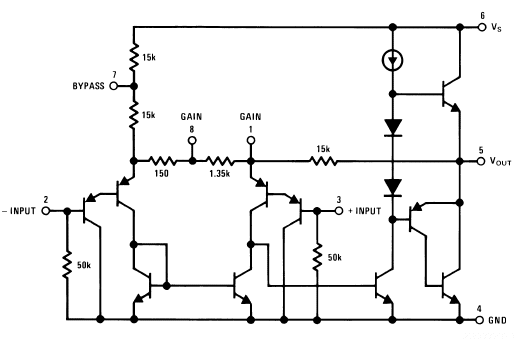 6
VS
15k
7
BYPASS
15k
GAIN
8
GAIN
1
15k
5
VOUT
150
1.35k
2
– INPUT
3
+ INPUT
50k
50k
4
GND